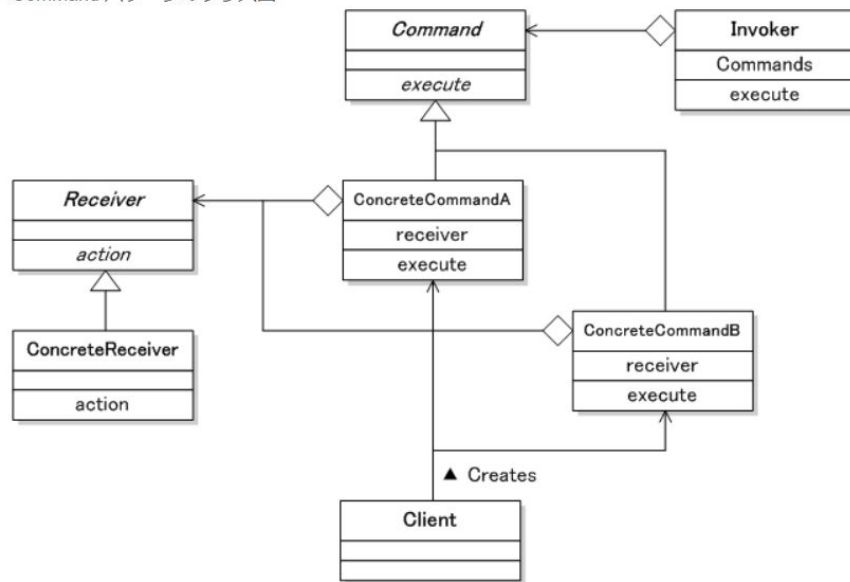 Command
execute
Invoker
Commands
execute
Receiver
action
ConcreteCommandA
receiver
execute
ConcreteReceiver
action
ConcreteCommandB
receiver
execute
▲ Creates
Client